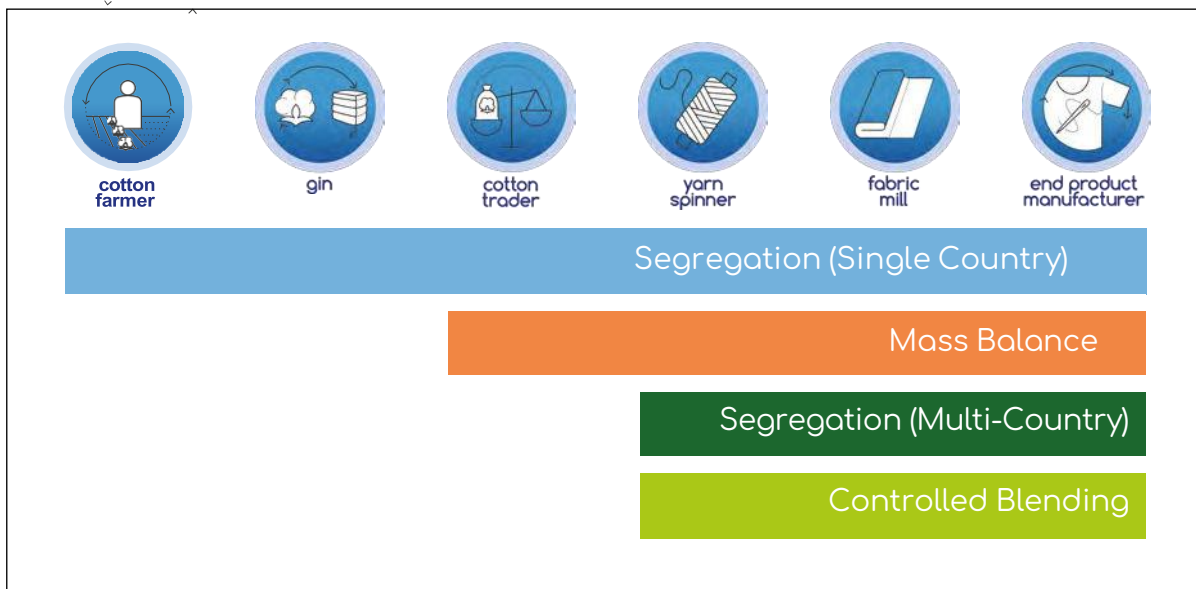 cotton
farmer
gin
cotton
trader
yarn
spinner
fabric
mill
end product
manufacturer
Segregation (Single Country)
Mass Balance
Segregation (Multi-Country)
Controlled Blending